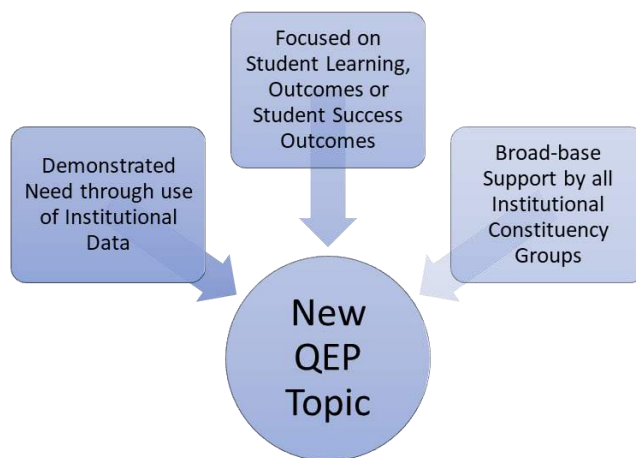 Focused on
Student Learning,
Outcomes or
Student Success
Outcomes
Demonstrated
Need through use
of Institutional
Data
Broad-base
Support by all
Institutional
Constituency
Groups
New
QEP
Topic